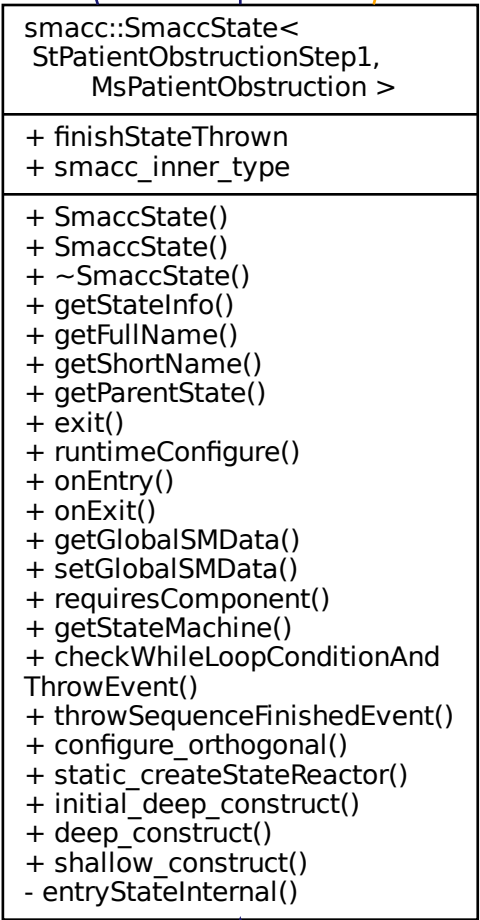 smacc::SmaccState<
StPatientObstructionStep1,
MsPatientObstruction >
+ finishStateThrown
+ smacc_inner_type
+ SmaccState()
+ SmaccState()
+ ~SmaccState()
+ getStateInfo()
+ getFullName()
+ getShortName()
+ getParentState()
+ exit()
+ runtimeConfigure()
+ onEntry()
+ onExit()
+ getGlobalSMData()
+ setGlobalSMData()
+ requiresComponent()
+ getStateMachine()
+ checkWhileLoopConditionAnd
ThrowEvent()
+ throwSequenceFinishedEvent()
+ configure_orthogonal()
+ static_createStateReactor()
+ initial_deep_construct()
+ deep_construct()
+ shallow_construct()
- entryStateInternal()